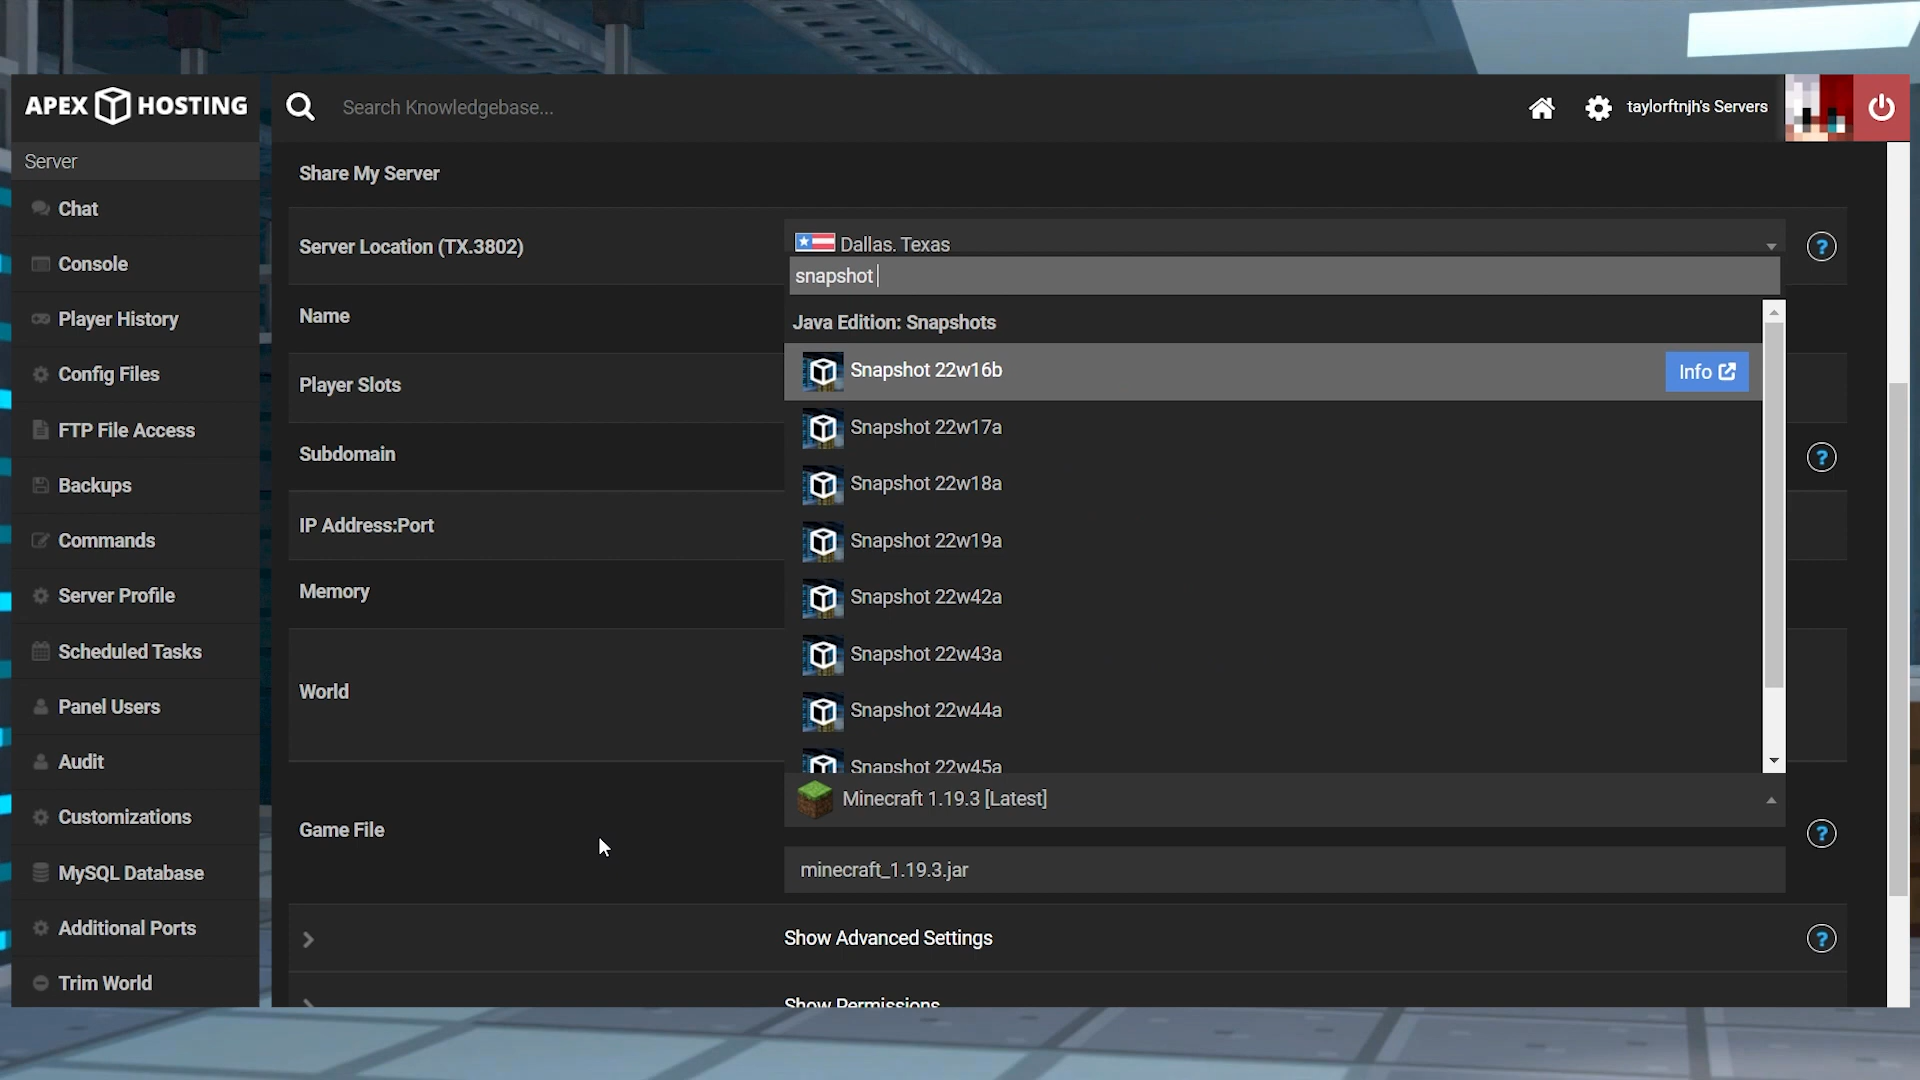 APEX HOSTING
Search Knowledgebase...
taylorftnjh's Servers
Server
Chat
Console
Player History
Config Files
FTP File Access
Backups
Commands
Server Profile
Scheduled Tasks
Panel Users
Audit
Customizations
MySQL Database
Additional Ports
Trim World
Share My Server
Server Location (TX.3802)
Dallas, Texas
?
snapshot
Name
Java Edition: Snapshots
Snapshot 22w16b
Info
Player Slots
Snapshot 22w17a
Subdomain
?
Snapshot 22w18a
IP Address:Port
Snapshot 22w19a
Memory
Snapshot 22w42a
Snapshot 22w43a
World
Snapshot 22w44a
Snapshot 22w45a
Minecraft 1.19.3 [Latest]
Game File
?
minecraft_1.19.3.jar
Show Advanced Settings
?
Show Permissions